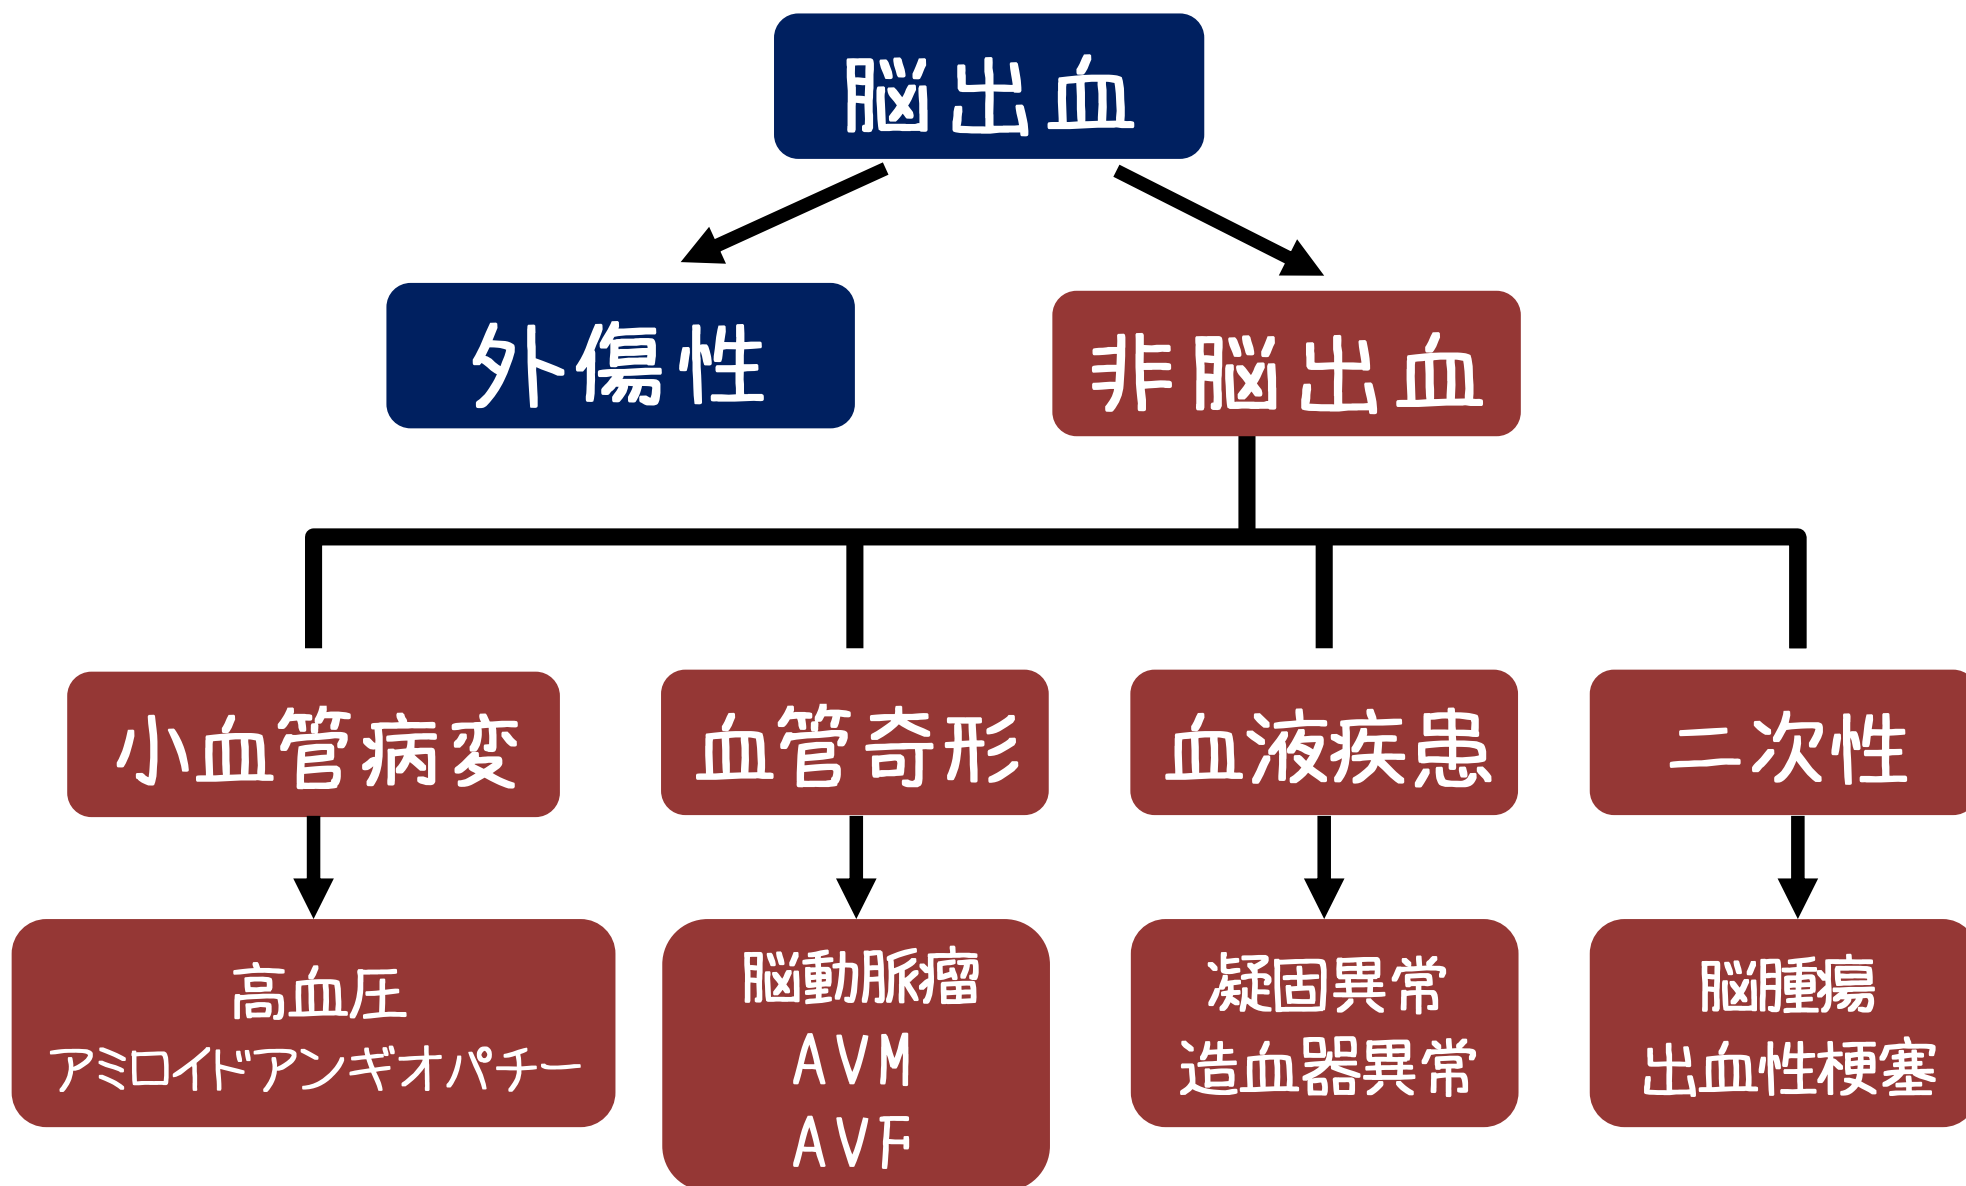 脳出血
外傷性
非脳出血
小血管病変
血管奇形
血液疾患
二次性
高血圧
アミロイドアンギオパチー
脳動脈瘤
AVM
AVF
凝固異常
造血器異常
脳腫瘍
出血性梗塞